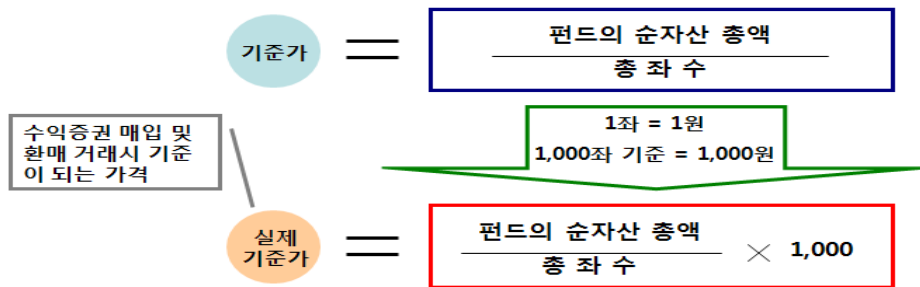 기준가
펀드의 순자산 총액
총 좌 수
수익증권 매입 및
환매 거래시 기준
이 되는 가격
1좌 = 1원
1,000좌 기준 = 1,000원
실제
기준가
펀드의 순자산 총액
총 좌 수
× 1,000